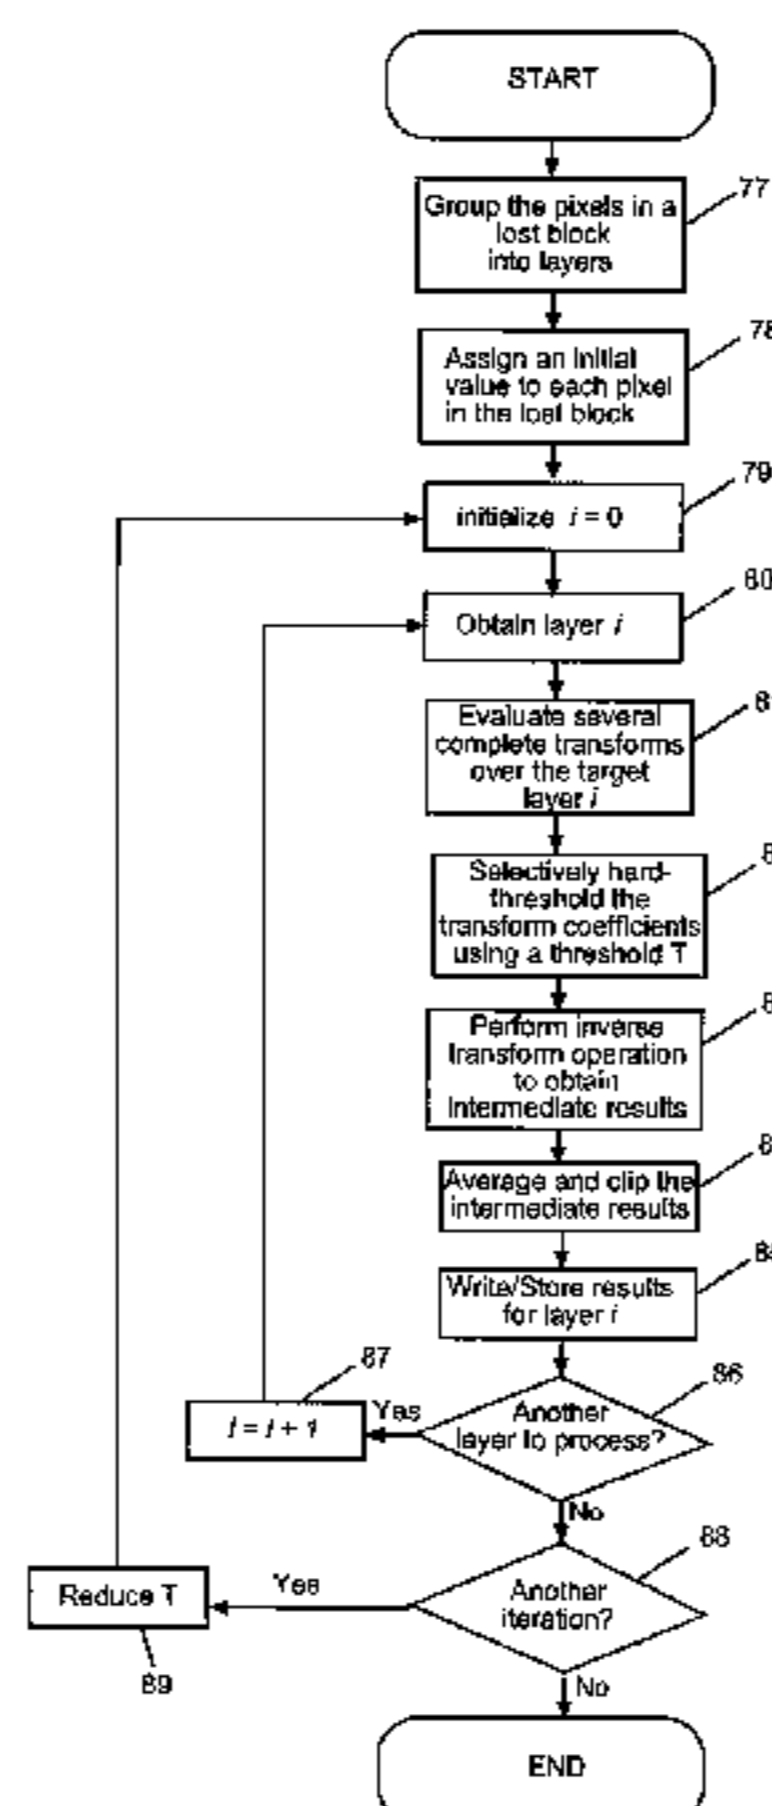 START
77
Group the pixels in a
lost block
into layers
78
Assign an initial
value to each pixel
in the lost block
79
initialize i = 0
80
Obtain layer i
Evaluate several
complete transforms
over the target
layer i
Selectively hard-
threshold the
transform coefficients
using a threshold T
Perform inverse
transform operation
to obtain
intermediate results
Average and clip the
intermediate results
Write/Store results
for layer i
87
86
i = i + 1
Yes
Another
layer to process?
No
88
Reduce T
Yes
Another
iteration?
89
No
END